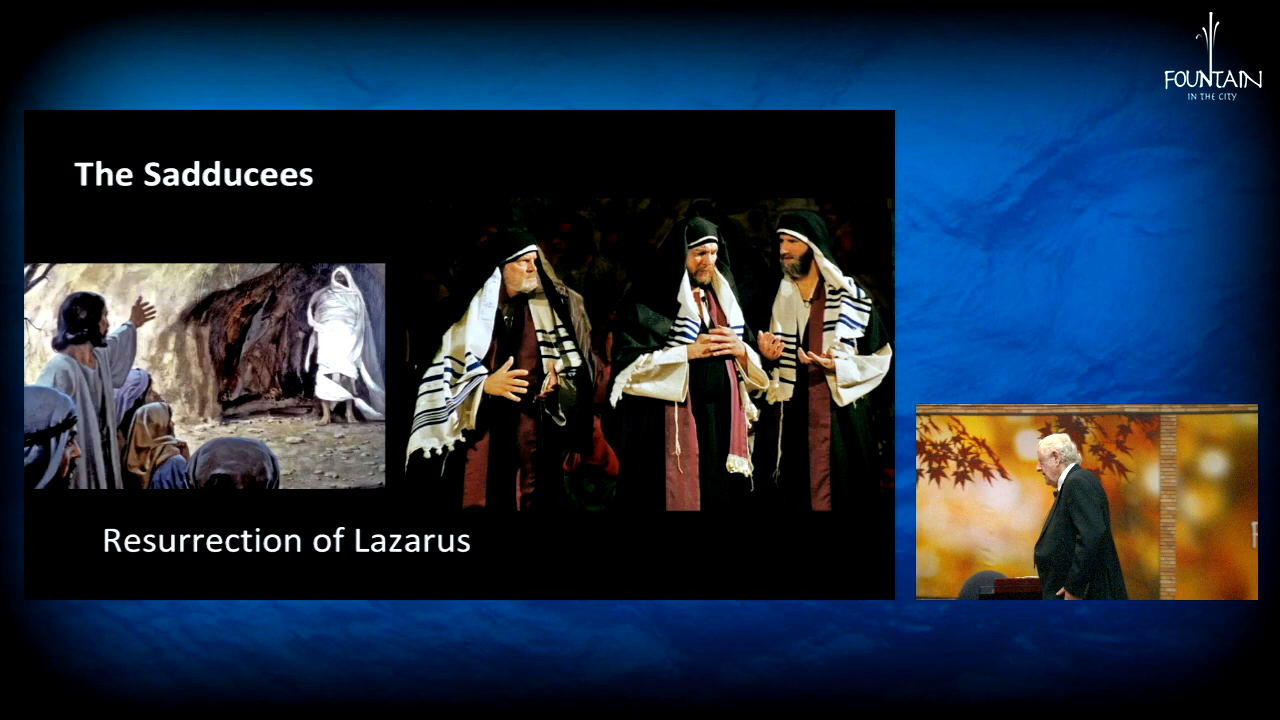 FOUNTAIN
IN THE CITY
The Sadducees
Resurrection of Lazarus